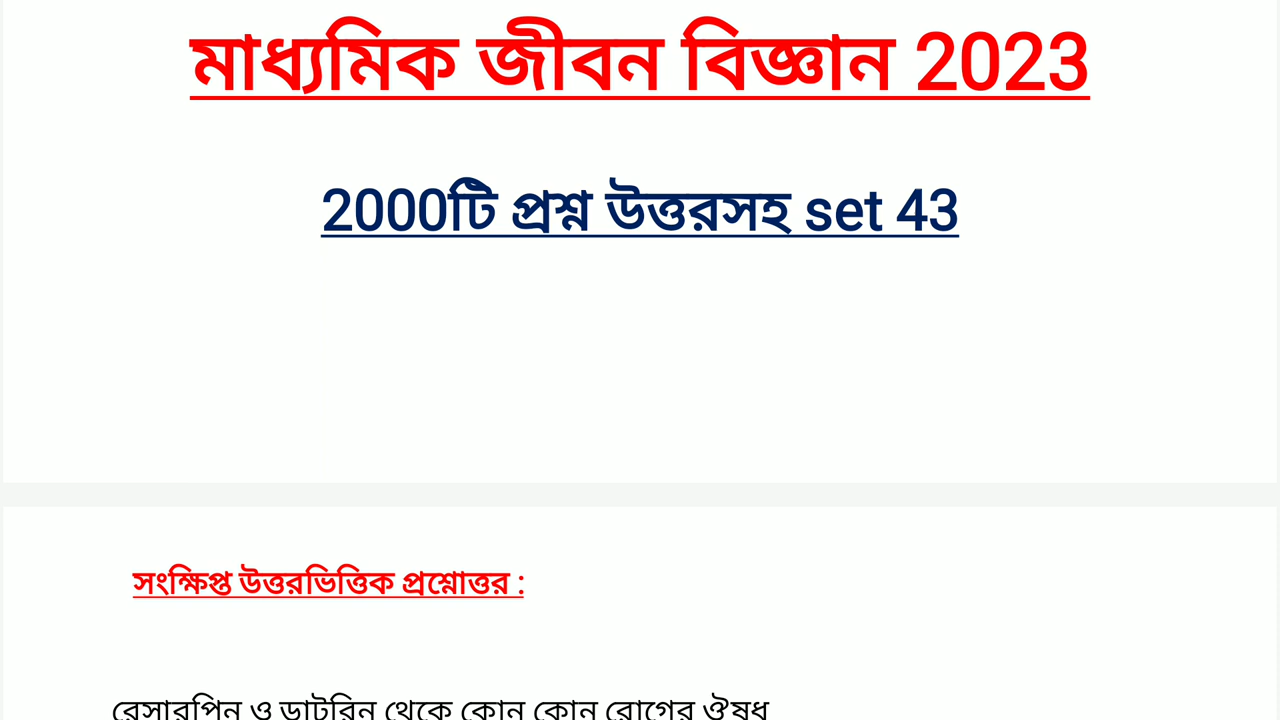 মাধ্যমিক জীবন বিজ্ঞান 2023
2000টি প্রশ্ন উত্তরসহ set 43
সংক্ষিপ্ত উত্তরভিত্তিক প্রশ্নোত্তর :
রেসারপিন ও ডাটুরিন থেকে কোন কোন রোগের ঔষধ